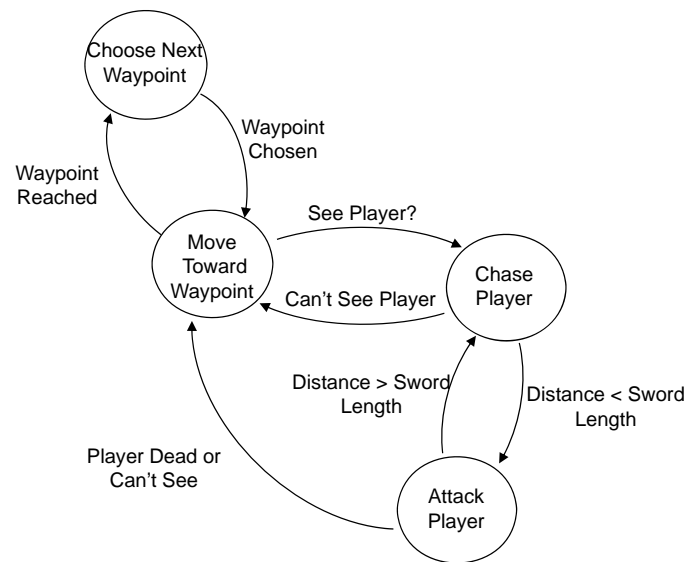 Choose Next
Waypoint
Waypoint
Chosen
Waypoint
Reached
See Player?
Move
Toward
Waypoint
Chase
Player
Can't See Player
Distance > Sword
Length
Distance < Sword
Length
Player Dead or
Can't See
Attack
Player